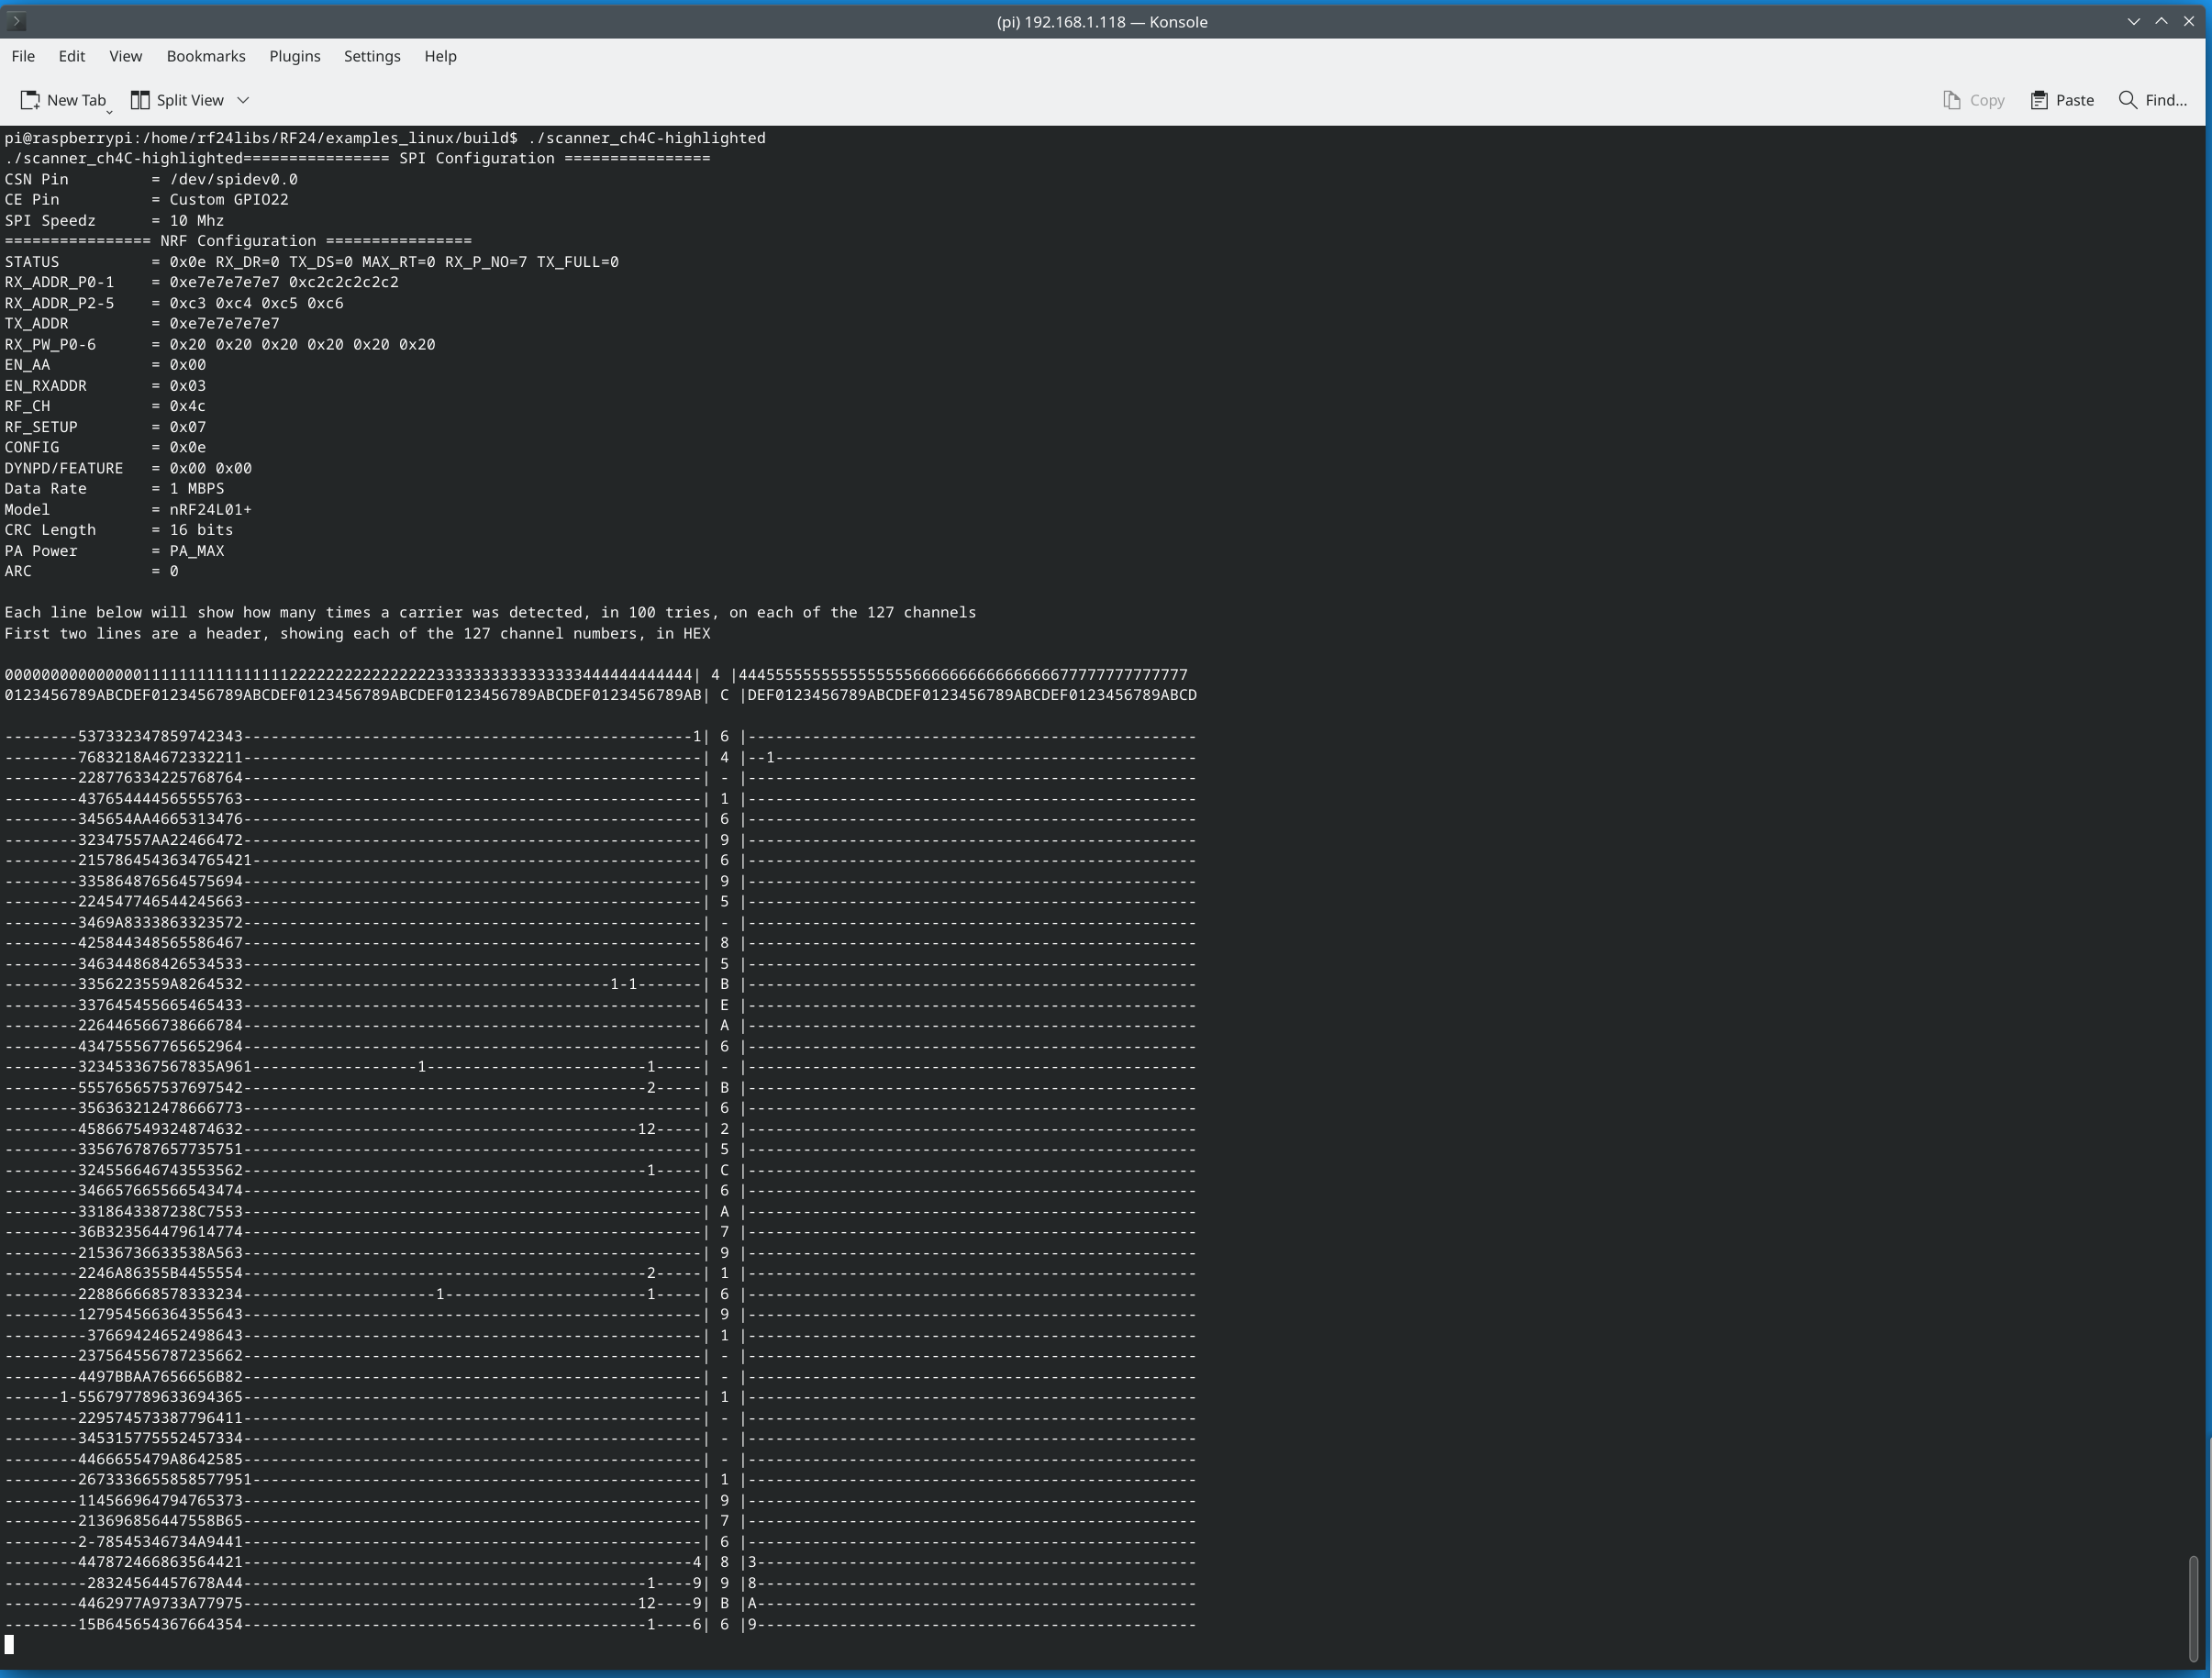 (pi) 192.168.1.118 — Konsole
File Edit View Bookmarks Plugins Settings Help
New Tab Split View Copy Paste Find...
pi@raspberrypi:/home/rf24libs/RF24/examples_linux/build$ ./scanner_ch4C-highlighted
./scanner_ch4C-highlighted================ SPI Configuration ================
CSN Pin         = /dev/spidev0.0
CE Pin          = Custom GPIO22
SPI Speedz      = 10 Mhz
================ NRF Configuration ================
STATUS          = 0x0e RX_DR=0 TX_DS=0 MAX_RT=0 RX_P_NO=7 TX_FULL=0
RX_ADDR_P0-1    = 0xe7e7e7e7e7 0xc2c2c2c2c2
RX_ADDR_P2-5    = 0xc3 0xc4 0xc5 0xc6
TX_ADDR         = 0xe7e7e7e7e7
RX_PW_P0-6      = 0x20 0x20 0x20 0x20 0x20 0x20
EN_AA           = 0x00
EN_RXADDR       = 0x03
RF_CH           = 0x4c
RF_SETUP        = 0x07
CONFIG          = 0x0e
DYNPD/FEATURE   = 0x00 0x00
Data Rate       = 1 MBPS
Model           = nRF24L01+
CRC Length      = 16 bits
PA Power        = PA_MAX
ARC             = 0
Each line below will show how many times a carrier was detected, in 100 tries, on each of the 127 channels
First two lines are a header, showing each of the 127 channel numbers, in HEX
000000000000000111111111111111122222222222222223333333333333333444444444444| 4 |4445555555555555555666666666666666677777777777777
0123456789ABCDEF0123456789ABCDEF0123456789ABCDEF0123456789ABCDEF0123456789AB| C |DEF0123456789ABCDEF0123456789ABCDEF0123456789ABCD
--------537332347859742343-------------------------------------------------1| 6 |-------------------------------------------------
--------7683218A4672332211--------------------------------------------------| 4 |--1----------------------------------------------
--------228776334225768764--------------------------------------------------| - |-------------------------------------------------
--------437654444565555763--------------------------------------------------| 1 |-------------------------------------------------
--------345654AA4665313476--------------------------------------------------| 6 |-------------------------------------------------
--------32347557AA22466472--------------------------------------------------| 9 |-------------------------------------------------
--------2157864543634765421-------------------------------------------------| 6 |-------------------------------------------------
--------335864876564575694--------------------------------------------------| 9 |-------------------------------------------------
--------224547746544245663--------------------------------------------------| 5 |-------------------------------------------------
--------3469A8333863323572--------------------------------------------------| - |-------------------------------------------------
--------425844348565586467--------------------------------------------------| 8 |-------------------------------------------------
--------346344868426534533--------------------------------------------------| 5 |-------------------------------------------------
--------3356223559A8264532----------------------------------------1-1-------| B |-------------------------------------------------
--------337645455665465433--------------------------------------------------| E |-------------------------------------------------
--------226446566738666784--------------------------------------------------| A |-------------------------------------------------
--------434755567765652964--------------------------------------------------| 6 |-------------------------------------------------
--------323453367567835A961------------------1------------------------1-----| - |-------------------------------------------------
--------555765657537697542--------------------------------------------2-----| B |-------------------------------------------------
--------356363212478666773--------------------------------------------------| 6 |-------------------------------------------------
--------458667549324874632-------------------------------------------12-----| 2 |-------------------------------------------------
--------335676787657735751--------------------------------------------------| 5 |-------------------------------------------------
--------324556646743553562--------------------------------------------1-----| C |-------------------------------------------------
--------346657665566543474--------------------------------------------------| 6 |-------------------------------------------------
--------3318643387238C7553--------------------------------------------------| A |-------------------------------------------------
--------36B323564479614774--------------------------------------------------| 7 |-------------------------------------------------
--------21536736633538A563--------------------------------------------------| 9 |-------------------------------------------------
--------2246A86355B4455554--------------------------------------------2-----| 1 |-------------------------------------------------
--------228866668578333234---------------------1----------------------1-----| 6 |-------------------------------------------------
--------127954566364355643--------------------------------------------------| 9 |-------------------------------------------------
---------37669424652498643--------------------------------------------------| 1 |-------------------------------------------------
--------237564556787235662--------------------------------------------------| - |-------------------------------------------------
--------4497BBAA7656656B82--------------------------------------------------| - |-------------------------------------------------
------1-556797789633694365--------------------------------------------------| 1 |-------------------------------------------------
--------229574573387796411--------------------------------------------------| - |-------------------------------------------------
--------345315775552457334--------------------------------------------------| - |-------------------------------------------------
--------4466655479A8642585--------------------------------------------------| - |-------------------------------------------------
--------2673336655858577951-------------------------------------------------| 1 |-------------------------------------------------
--------114566964794765373--------------------------------------------------| 9 |-------------------------------------------------
--------213696856447558B65--------------------------------------------------| 7 |-------------------------------------------------
--------2-78545346734A9441--------------------------------------------------| 6 |-------------------------------------------------
--------447872466863564421-------------------------------------------------4| 8 |3------------------------------------------------
---------28324564457678A44--------------------------------------------1----9| 9 |8------------------------------------------------
--------4462977A9733A77975-------------------------------------------12----9| B |A------------------------------------------------
--------15B645654367664354--------------------------------------------1----6| 6 |9------------------------------------------------